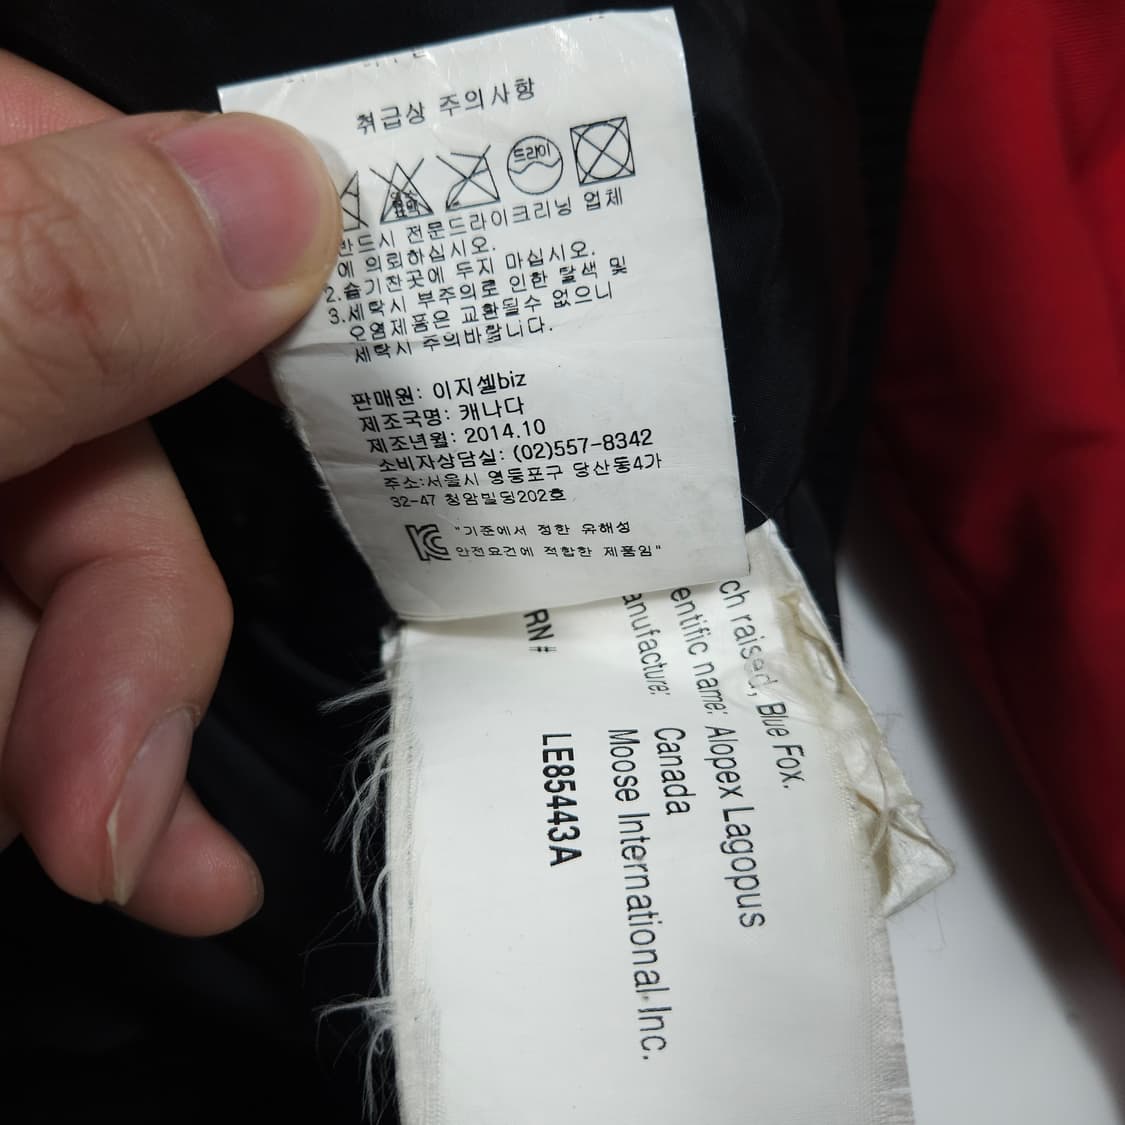 취급상 주의사항
드라이
반드시 전문드라이크리닝 업체
에 의뢰하십시오.
2.습기찬곳에 두지 마십시오.
3.세탁시 부주의로 인한 탈색 및
오염제품은 교환될수 없으니
세탁시 주의바랍니다.
판매원: 이지셀biz
제조국명: 캐나다
제조년월: 2014.10
소비자상담실: (02)557-8342
주소:서울시 영등포구 당산동4가
32-47 청암빌딩202호
"기준에서 정한 유해성
안전요건에 적합한 제품임"
ch raised, Blue Fox.
entific name: Alopex Lagopus
anufacture: Canada
Moose International Inc.
RN# LE85443A